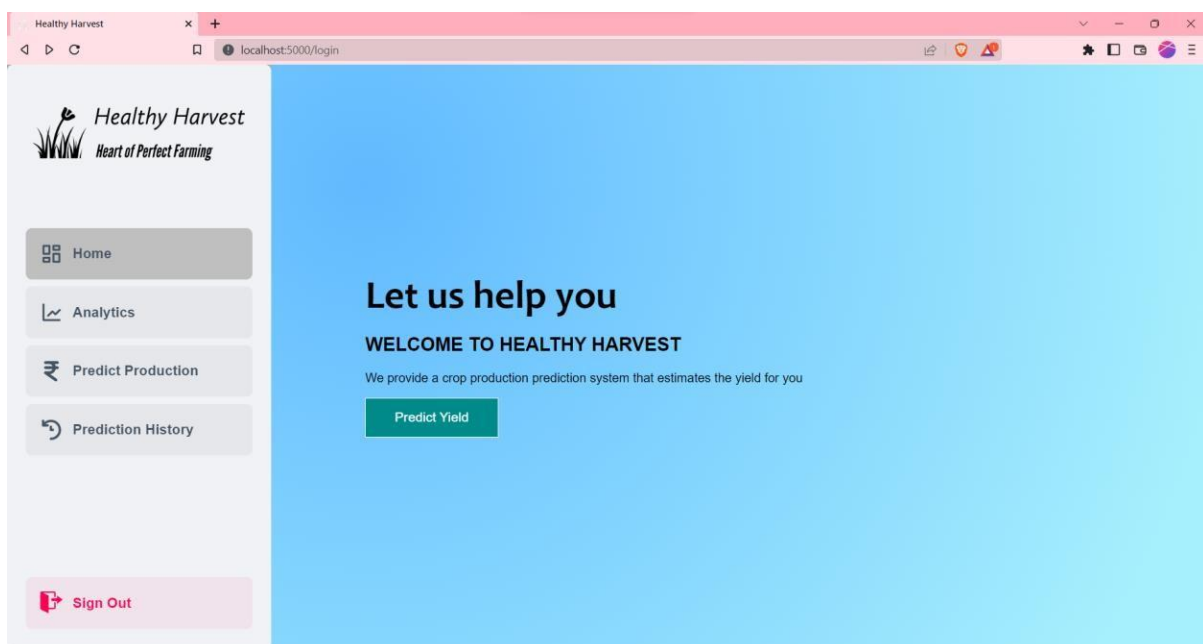 Healthy Harvest
localhost:5000/login
Healthy Harvest
Heart of Perfect Farming
Home
Analytics
Predict Production
Prediction History
Sign Out
Let us help you
WELCOME TO HEALTHY HARVEST
We provide a crop production prediction system that estimates the yield for you
Predict Yield